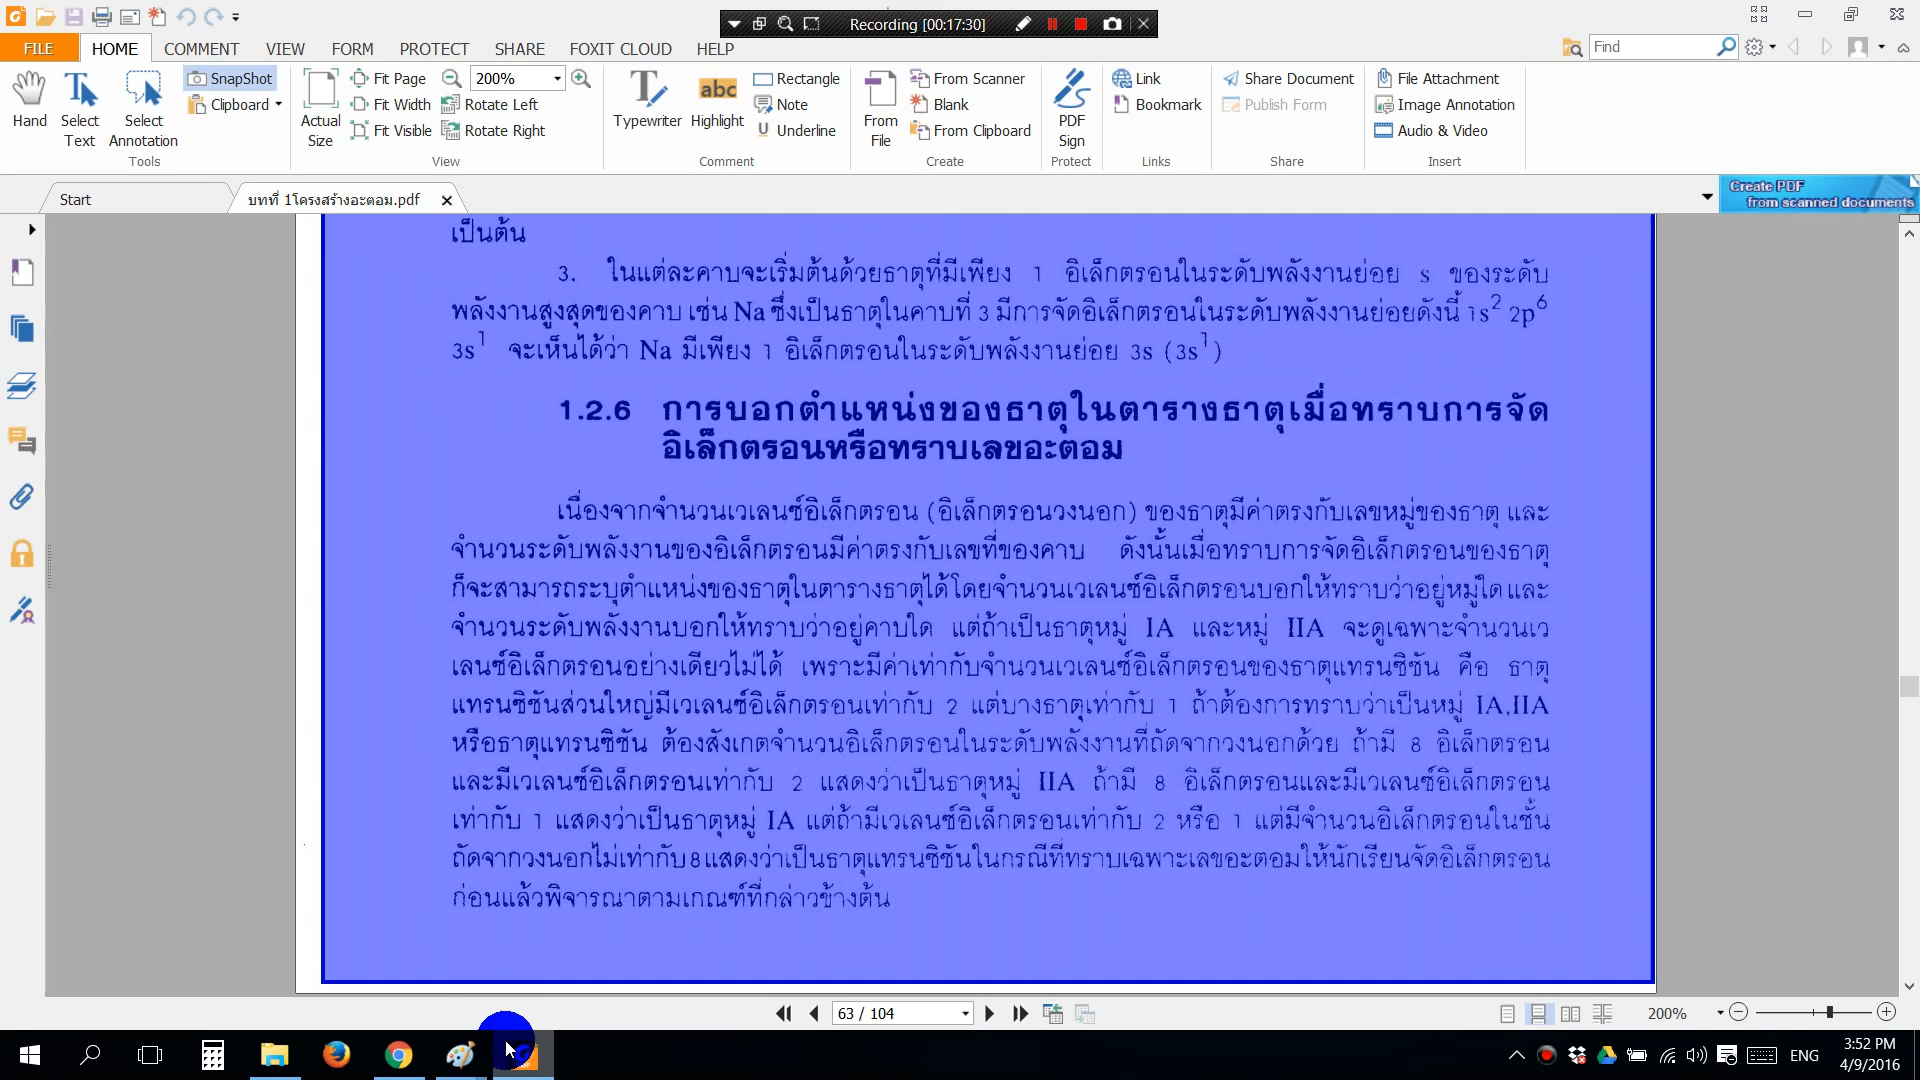 Recording [00:17:30]
FILE HOME COMMENT VIEW FORM PROTECT SHARE FOXIT CLOUD HELP
Find
Hand
Select Text
Select Annotation
SnapShot
Clipboard
Tools
Actual Size
Fit Page
Fit Width
Fit Visible
200%
Rotate Left
Rotate Right
View
Typewriter
Highlight
abc
Rectangle
Note
Underline
Comment
From File
From Scanner
Blank
From Clipboard
Create
PDF Sign
Protect
Link
Bookmark
Links
Share Document
Publish Form
Share
File Attachment
Image Annotation
Audio & Video
Insert
Start
บทที่ 1โครงสร้างอะตอม.pdf
Create PDF
from scanned documents
เป็นต้น
3. ในแต่ละคาบจะเริ่มต้นด้วยธาตุที่มีเพียง 1 อิเล็กตรอนในระดับพลังงานย่อย s ของระดับ
พลังงานสูงสุดของคาบ เช่น Na ซึ่งเป็นธาตุในคาบที่ 3 มีการจัดอิเล็กตรอนในระดับพลังงานย่อยดังนี้ 1s² 2p⁶
3s¹ จะเห็นได้ว่า Na มีเพียง 1 อิเล็กตรอนในระดับพลังงานย่อย 3s (3s¹)
1.2.6 การบอกตำแหน่งของธาตุในตารางธาตุเมื่อทราบการจัด
อิเล็กตรอนหรือทราบเลขอะตอม
เนื่องจากจำนวนเวเลนซ์อิเล็กตรอน (อิเล็กตรอนวงนอก) ของธาตุมีค่าตรงกับเลขหมู่ของธาตุ และ
จำนวนระดับพลังงานของอิเล็กตรอนมีค่าตรงกับเลขที่ของคาบ ดังนั้นเมื่อทราบการจัดอิเล็กตรอนของธาตุ
ก็จะสามารถระบุตำแหน่งของธาตุในตารางธาตุได้โดยจำนวนเวเลนซ์อิเล็กตรอนบอกให้ทราบว่าอยู่หมู่ใด และ
จำนวนระดับพลังงานบอกให้ทราบว่าอยู่คาบใด แต่ถ้าเป็นธาตุหมู่ IA และหมู่ IIA จะดูเฉพาะจำนวนเว
เลนซ์อิเล็กตรอนอย่างเดียวไม่ได้ เพราะมีค่าเท่ากับจำนวนเวเลนซ์อิเล็กตรอนของธาตุแทรนซิชัน คือ ธาตุ
แทรนซิชันส่วนใหญ่มีเวเลนซ์อิเล็กตรอนเท่ากับ 2 แต่บางธาตุเท่ากับ 1 ถ้าต้องการทราบว่าเป็นหมู่ IA,IIA
หรือธาตุแทรนซิชัน ต้องสังเกตจำนวนอิเล็กตรอนในระดับพลังงานที่ถัดจากวงนอกด้วย ถ้ามี 8 อิเล็กตรอน
และมีเวเลนซ์อิเล็กตรอนเท่ากับ 2 แสดงว่าเป็นธาตุหมู่ IIA ถ้ามี 8 อิเล็กตรอนและมีเวเลนซ์อิเล็กตรอน
เท่ากับ 1 แสดงว่าเป็นธาตุหมู่ IA แต่ถ้ามีเวเลนซ์อิเล็กตรอนเท่ากับ 2 หรือ 1 แต่มีจำนวนอิเล็กตรอนในชั้น
ถัดจากวงนอกไม่เท่ากับ 8 แสดงว่าเป็นธาตุแทรนซิชันในกรณีที่ทราบเฉพาะเลขอะตอมให้นักเรียนจัดอิเล็กตรอน
ก่อนแล้วพิจารณาตามเกณฑ์ที่กล่าวข้างต้น
63 / 104
200%
ENG
3:52 PM
4/9/2016